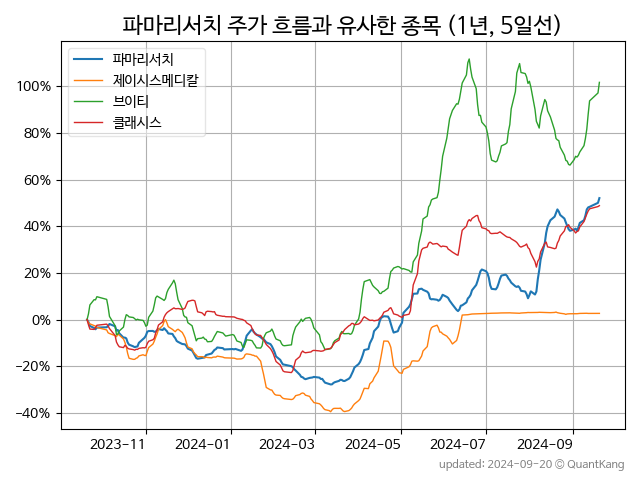 파마리서치 주가 흐름과 유사한 종목 (1년, 5일선)
파마리서치
제이시스메디칼
브이티
클래시스
100%
80%
60%
40%
20%
0%
−20%
−40%
2023-11
2024-01
2024-03
2024-05
2024-07
2024-09
updated: 2024-09-20 © QuantKang